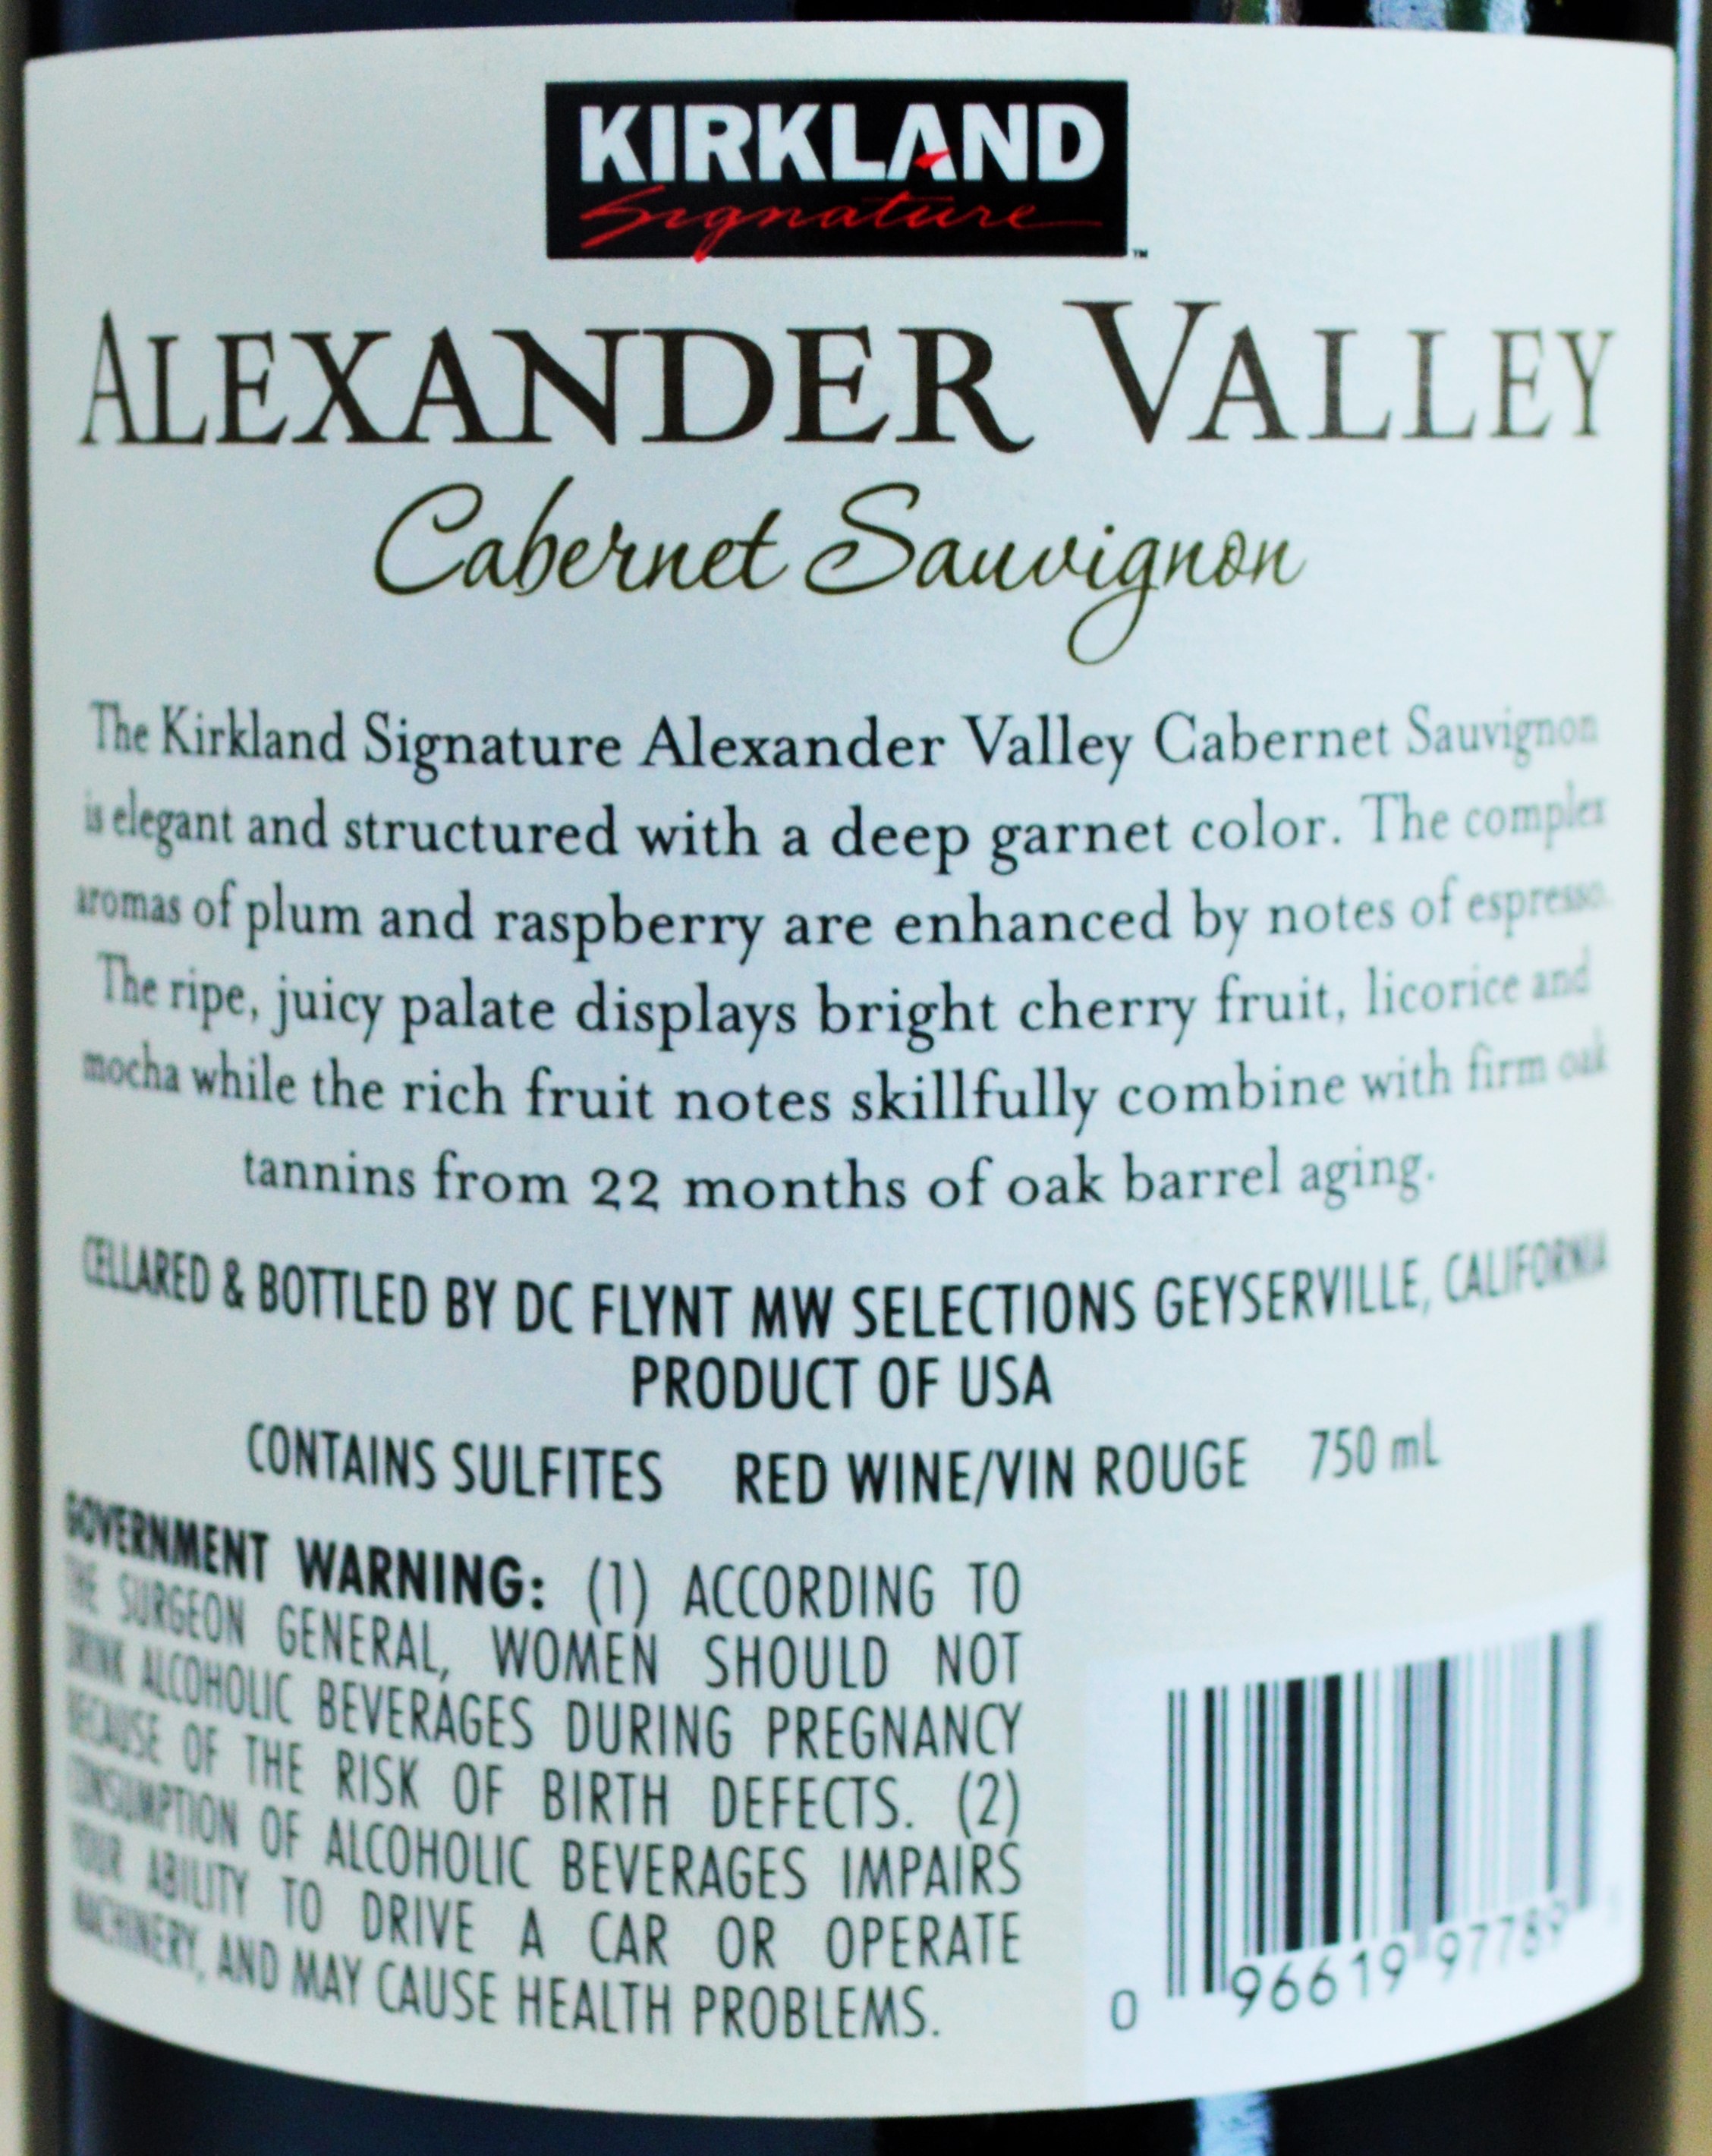 KIRKLAND
Signature™
ALEXANDER VALLEY
Cabernet Sauvignon
The Kirkland Signature Alexander Valley Cabernet Sauvignon
is elegant and structured with a deep garnet color. The complex
aromas of plum and raspberry are enhanced by notes of espresso.
The ripe, juicy palate displays bright cherry fruit, licorice and
mocha while the rich fruit notes skillfully combine with firm oak
tannins from 22 months of oak barrel aging.
CELLARED & BOTTLED BY DC FLYNT MW SELECTIONS GEYSERVILLE, CALIFORNIA
PRODUCT OF USA
CONTAINS SULFITES RED WINE/VIN ROUGE 750 mL
GOVERNMENT WARNING: (1) ACCORDING TO
THE SURGEON GENERAL, WOMEN SHOULD NOT
DRINK ALCOHOLIC BEVERAGES DURING PREGNANCY
BECAUSE OF THE RISK OF BIRTH DEFECTS. (2)
CONSUMPTION OF ALCOHOLIC BEVERAGES IMPAIRS
YOUR ABILITY TO DRIVE A CAR OR OPERATE
MACHINERY, AND MAY CAUSE HEALTH PROBLEMS.
0 96619 97789 1